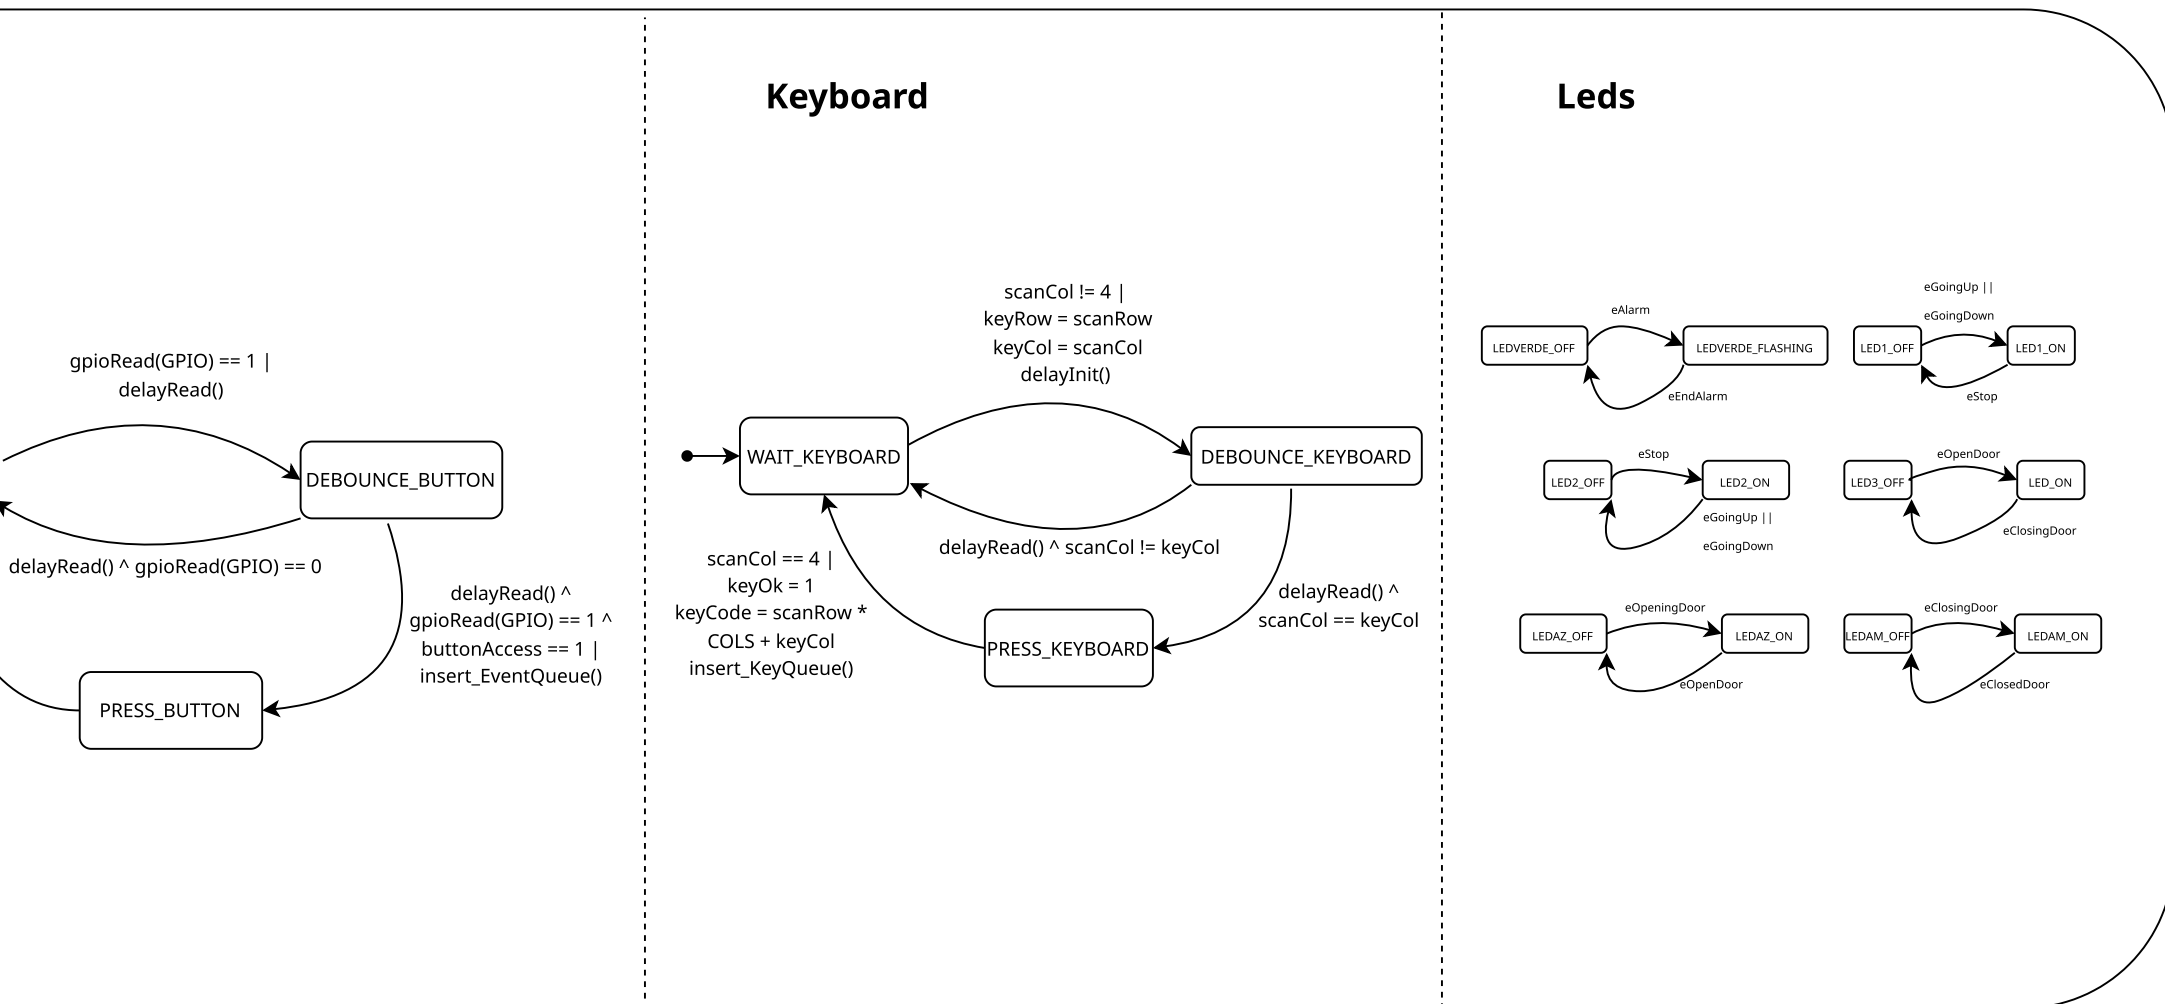 gpioRead(GPIO) == 1 |
delayRead()
DEBOUNCE_BUTTON
delayRead() ^ gpioRead(GPIO) == 0
delayRead() ^
gpioRead(GPIO) == 1 ^
buttonAccess == 1 |
insert_EventQueue()
PRESS_BUTTON
Keyboard
scanCol != 4 |
keyRow = scanRow
keyCol = scanCol
delayInit()
WAIT_KEYBOARD
DEBOUNCE_KEYBOARD
delayRead() ^ scanCol != keyCol
scanCol == 4 |
keyOk = 1
keyCode = scanRow *
COLS + keyCol
insert_KeyQueue()
delayRead() ^
scanCol == keyCol
PRESS_KEYBOARD
Leds
eAlarm
LEDVERDE_OFF
LEDVERDE_FLASHING
eEndAlarm
eGoingUp ||
eGoingDown
LED1_OFF
LED1_ON
eStop
eStop
LED2_OFF
LED2_ON
eGoingUp ||
eGoingDown
eOpenDoor
LED3_OFF
LED_ON
eClosingDoor
eOpeningDoor
LEDAZ_OFF
LEDAZ_ON
eOpenDoor
eClosingDoor
LEDAM_OFF
LEDAM_ON
eClosedDoor